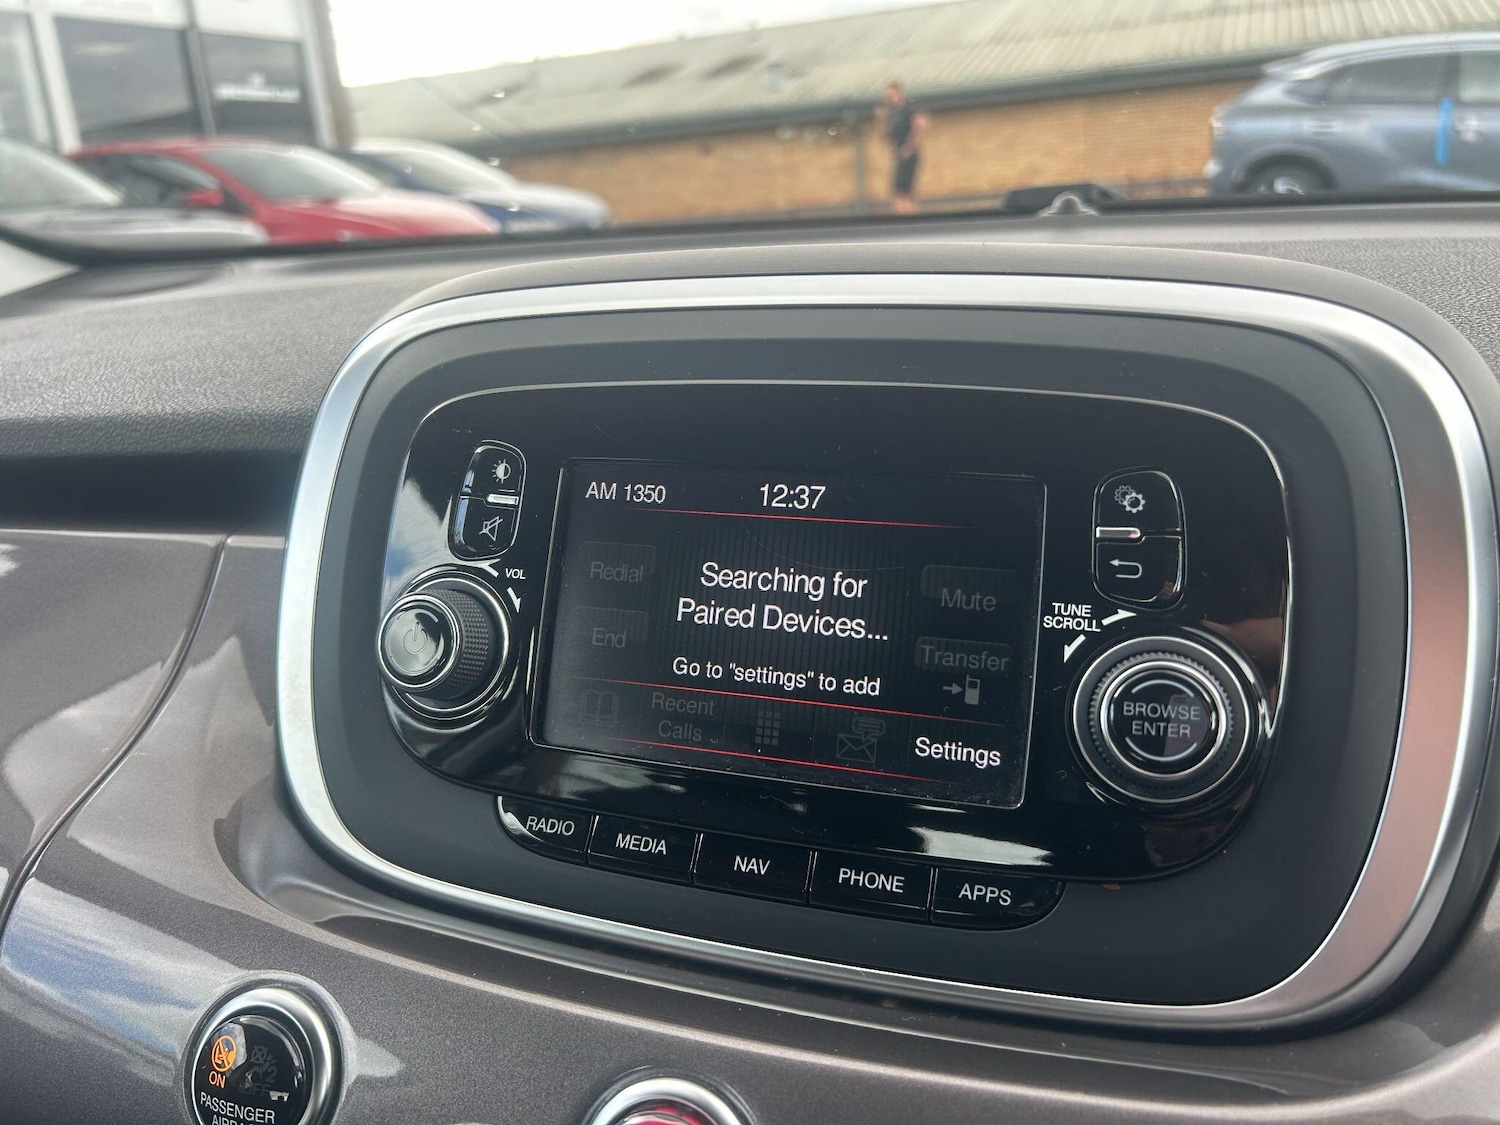 AM 1350
12:37
Redial
Searching for
Paired Devices...
Mute
End
Transfer
Go to "settings" to add
Recent
Calls
Settings
VOL
TUNE
SCROLL
BROWSE
ENTER
RADIO
MEDIA
NAV
PHONE
APPS
ON
OFF
PASSENGER